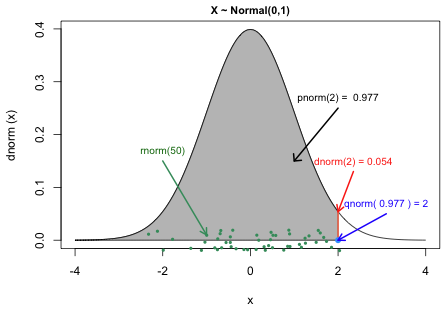 X ~ Normal(0,1)
dnorm (x)
0.4
0.3
0.2
0.1
0.0
pnorm(2) = 0.977
rnorm(50)
dnorm(2) = 0.054
qnorm( 0.977 ) = 2
-4
-2
0
2
4
x